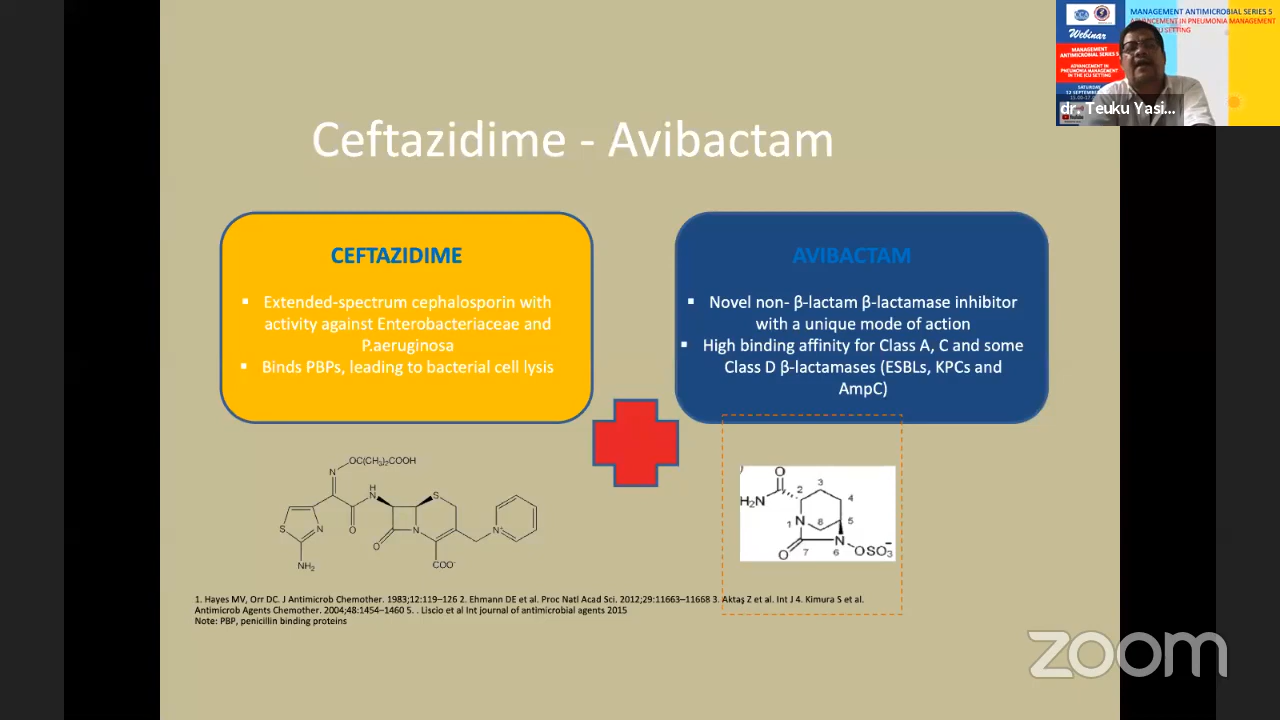 MANAGEMENT ANTIMICROBIAL SERIES 5
ADVANCEMENT IN PNEUMONIA MANAGEMENT
SETTING
Webinar
MANAGEMENT
ANTIMICROBIAL SERIES 5
ADVANCEMENT IN
PNEUMONIA MANAGEMENT
IN THE ICU SETTING
SATURDAY,
12 SEPTEMBER
YouTube
dr. Teuku Yasi...
Ceftazidime - Avibactam
CEFTAZIDIME
▪ Extended-spectrum cephalosporin with
activity against Enterobacteriaceae and
P.aeruginosa
▪ Binds PBPs, leading to bacterial cell lysis
AVIBACTAM
▪ Novel non- β-lactam β-lactamase inhibitor
with a unique mode of action
▪ High binding affinity for Class A, C and some
Class D β-lactamases (ESBLs, KPCs and
AmpC)
OC(CH₃)₂COOH
N
H
N
S
S
N
O
N
N⁺
O
NH₂
COO⁻
)
O
H₂N
2
3
4
1
N
8
5
O
7
N
6
OSO₃⁻
1. Hayes MV, Orr DC. J Antimicrob Chemother. 1983;12:119–126 2. Ehmann DE et al. Proc Natl Acad Sci. 2012;29:11663–11668 3. Aktaş Z et al. Int J 4. Kimura S et al.
Antimicrob Agents Chemother. 2004;48:1454–1460 5. . Liscio et al Int journal of antimicrobial agents 2015
Note: PBP, penicillin binding proteins
zoom